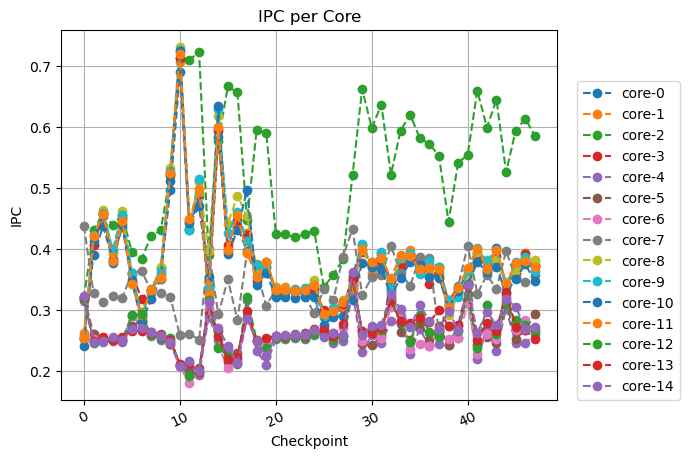 IPC per Core
IPC
0.7
0.6
0.5
0.4
0.3
0.2
0
10
20
30
40
Checkpoint
core-0
core-1
core-2
core-3
core-4
core-5
core-6
core-7
core-8
core-9
core-10
core-11
core-12
core-13
core-14